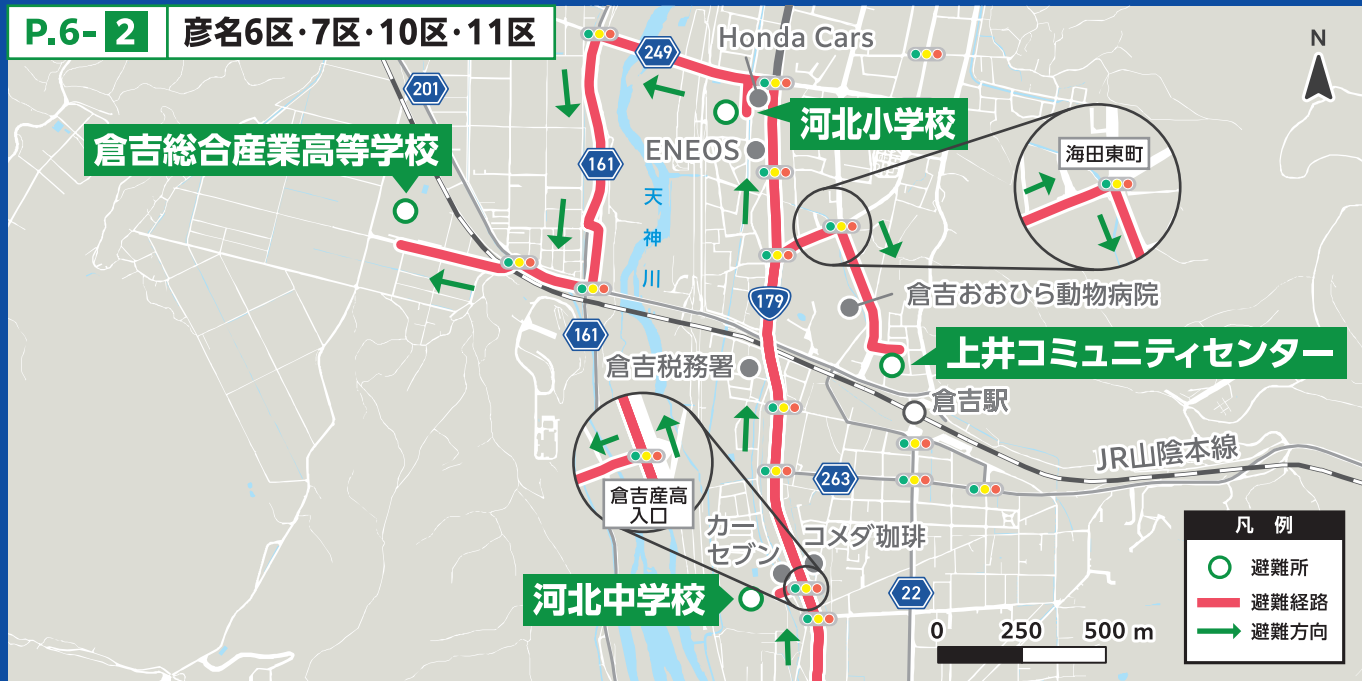 P.6- 2 彦名6区・7区・10区・11区
Honda Cars
N
249
201
河北小学校
倉吉総合産業高等学校
ENEOS
海田東町
161
天神川
倉吉おおひら動物病院
179
161
上井コミュニティセンター
倉吉税務署
倉吉駅
JR山陰本線
263
倉吉産高
入口
カー
セブン
コメダ珈琲
河北中学校
22
凡 例
避難所
避難経路
避難方向
0 250 500 m